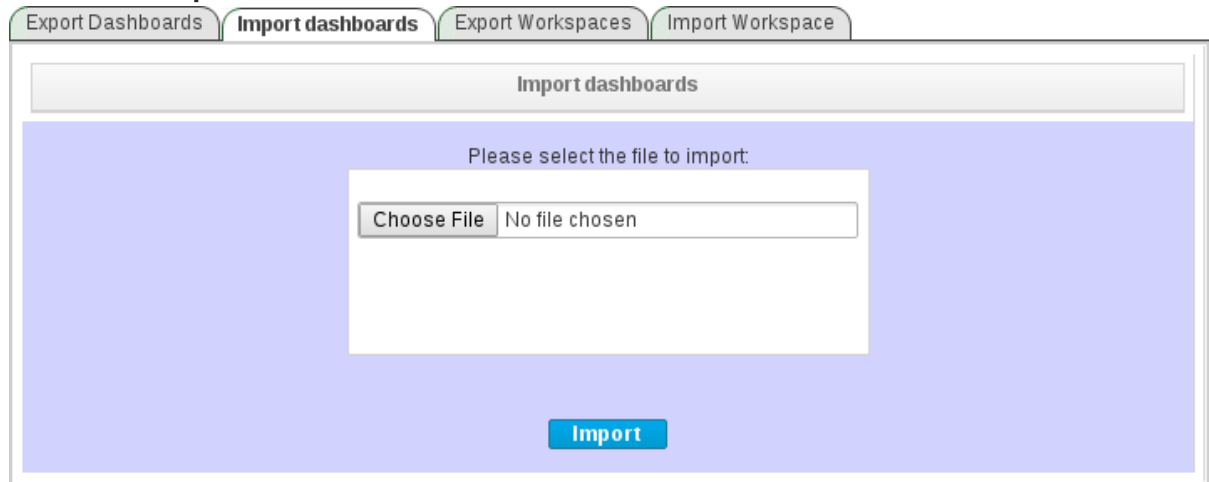 Export Dashboards Import dashboards Export Workspaces Import Workspace
Import dashboards
Please select the file to import:
Choose File No file chosen
Import